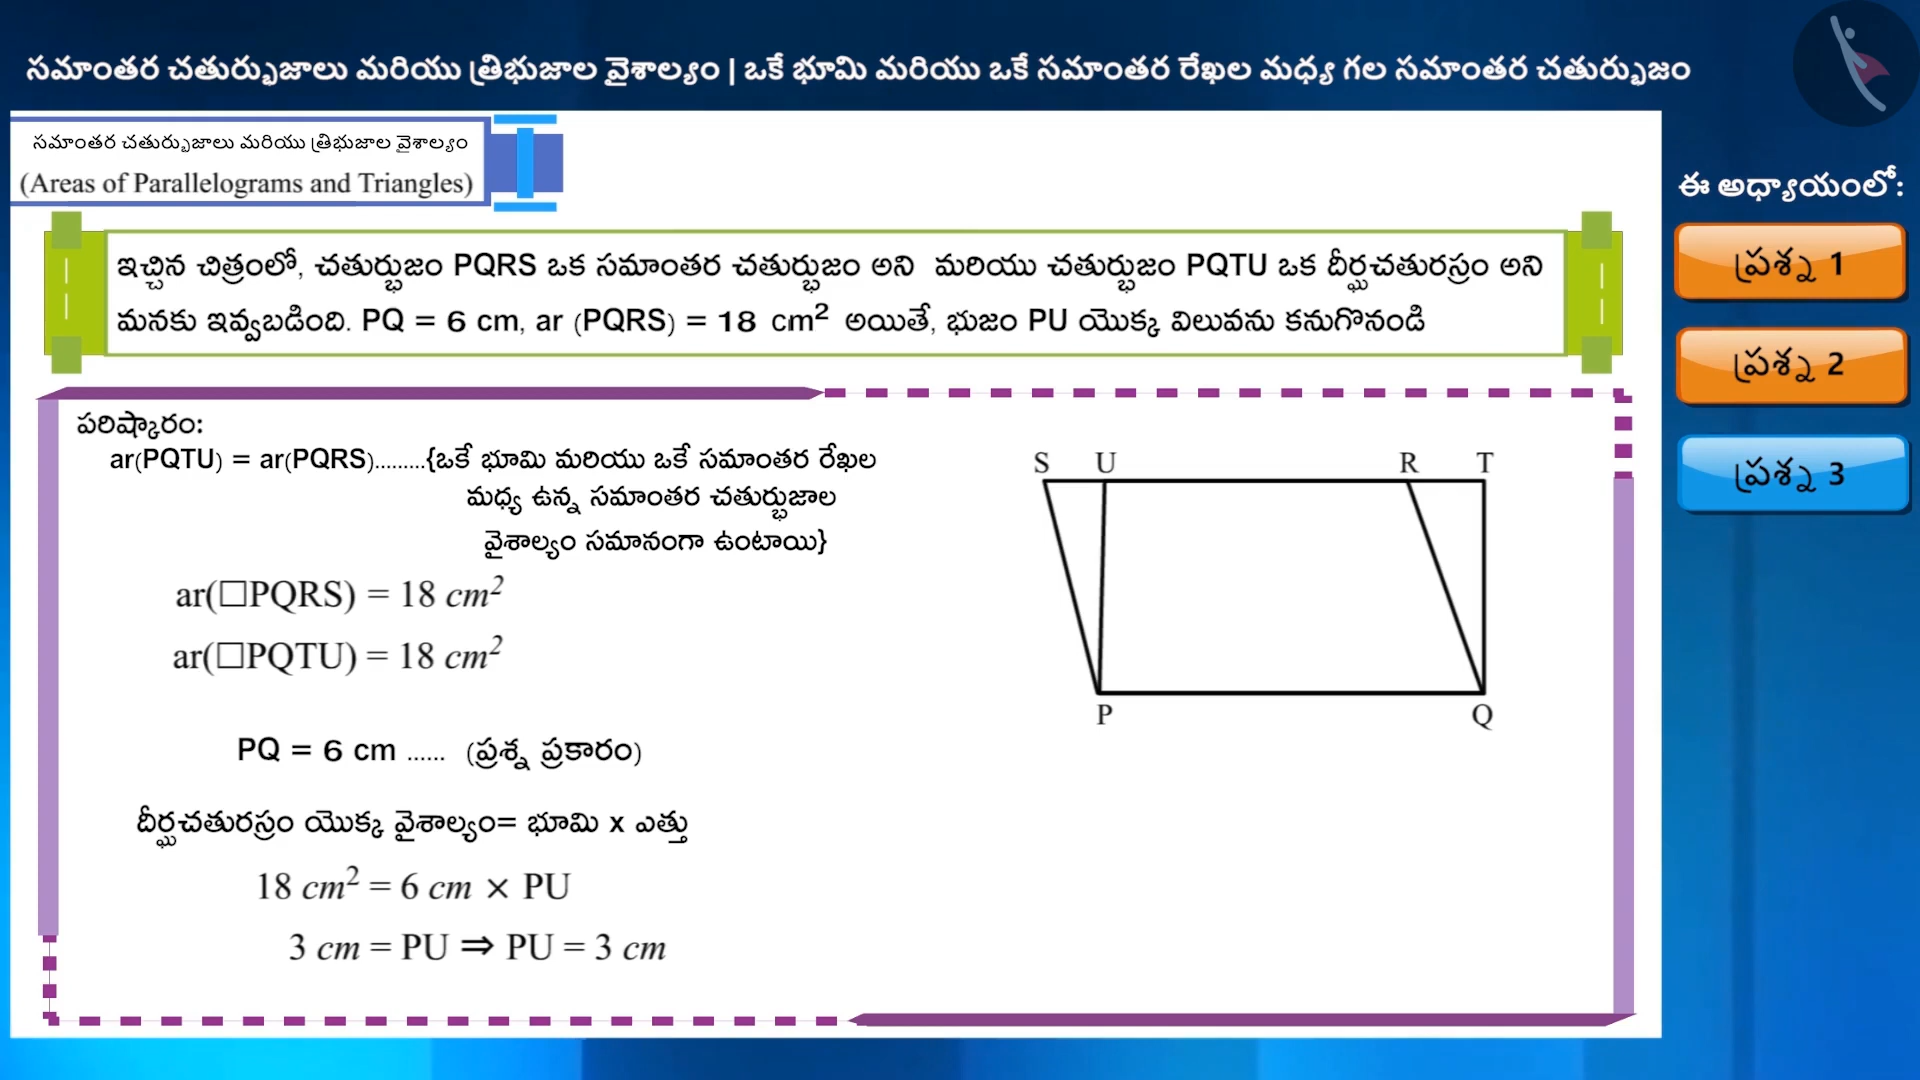 సమాంతర చతుర్భుజాలు మరియు త్రిభుజాల వైశాల్యం | ఒకే భూమి మరియు ఒకే సమాంతర రేఖల మధ్య గల సమాంతర చతుర్భుజం
సమాంతర చతుర్భుజాలు మరియు త్రిభుజాల వైశాల్యం
(Areas of Parallelograms and Triangles)
ఈ అధ్యాయంలో:
ప్రశ్న 1
ప్రశ్న 2
ప్రశ్న 3
ఇచ్చిన చిత్రంలో, చతుర్భుజం PQRS ఒక సమాంతర చతుర్భుజం అని మరియు చతుర్భుజం PQTU ఒక దీర్ఘచతురస్రం అని
మనకు ఇవ్వబడింది. PQ = 6 cm, ar (PQRS) = 18 cm² అయితే, భుజం PU యొక్క విలువను కనుగొనండి
పరిష్కారం:
ar(PQTU) = ar(PQRS).........{ఒకే భూమి మరియు ఒకే సమాంతర రేఖల
మధ్య ఉన్న సమాంతర చతుర్భుజాల
వైశాల్యం సమానంగా ఉంటాయి}
ar(□PQRS) = 18 cm²
ar(□PQTU) = 18 cm²
PQ = 6 cm ...... (ప్రశ్న ప్రకారం)
దీర్ఘచతురస్రం యొక్క వైశాల్యం= భూమి x ఎత్తు
18 cm² = 6 cm × PU
3 cm = PU ⇒ PU = 3 cm
S U R T
P Q